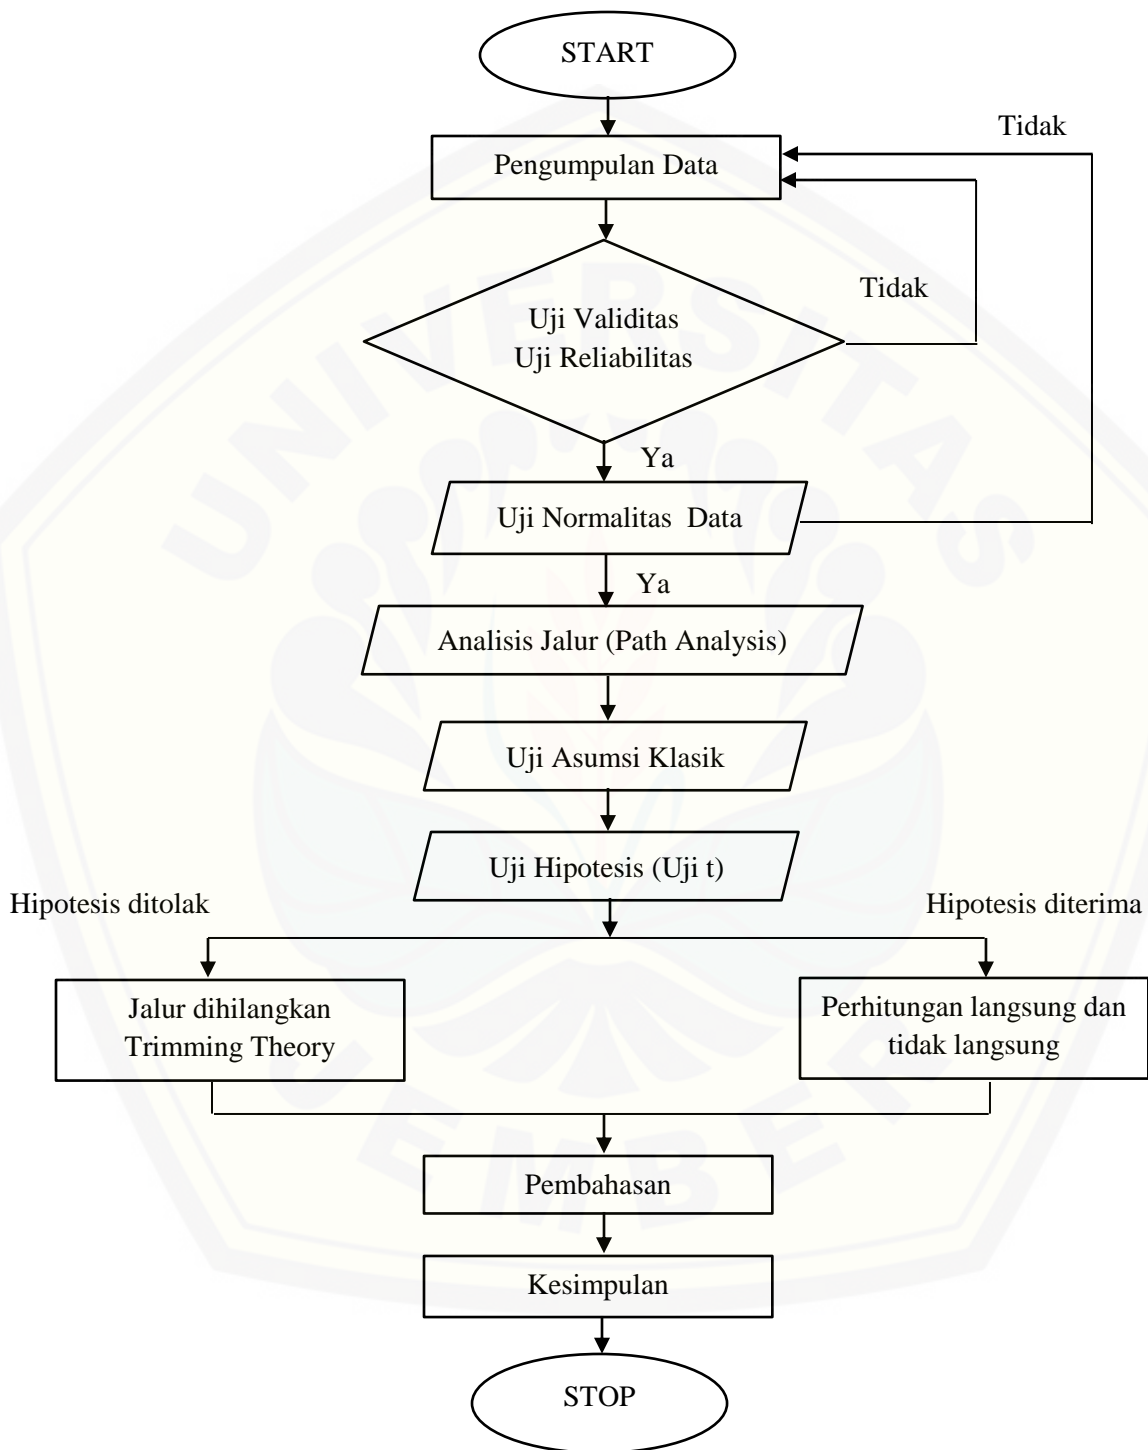 START
Tidak
Pengumpulan Data
Tidak
Uji Validitas
Uji Reliabilitas
Ya
Uji Normalitas Data
Ya
Analisis Jalur (Path Analysis)
Uji Asumsi Klasik
Uji Hipotesis (Uji t)
Hipotesis ditolak
Hipotesis diterima
Jalur dihilangkan
Trimming Theory
Perhitungan langsung dan
tidak langsung
Pembahasan
Kesimpulan
STOP
UNIVERSITAS
JEMBER